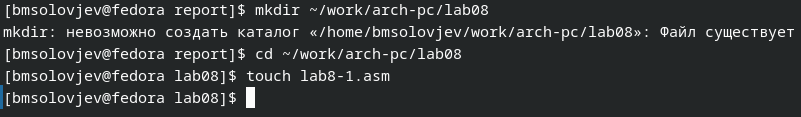 [bmsolovjev@fedora report]$ mkdir ~/work/arch-pc/lab08
mkdir: невозможно создать каталог «/home/bmsolovjev/work/arch-pc/lab08»: Файл существует
[bmsolovjev@fedora report]$ cd ~/work/arch-pc/lab08
[bmsolovjev@fedora lab08]$ touch lab8-1.asm
[bmsolovjev@fedora lab08]$